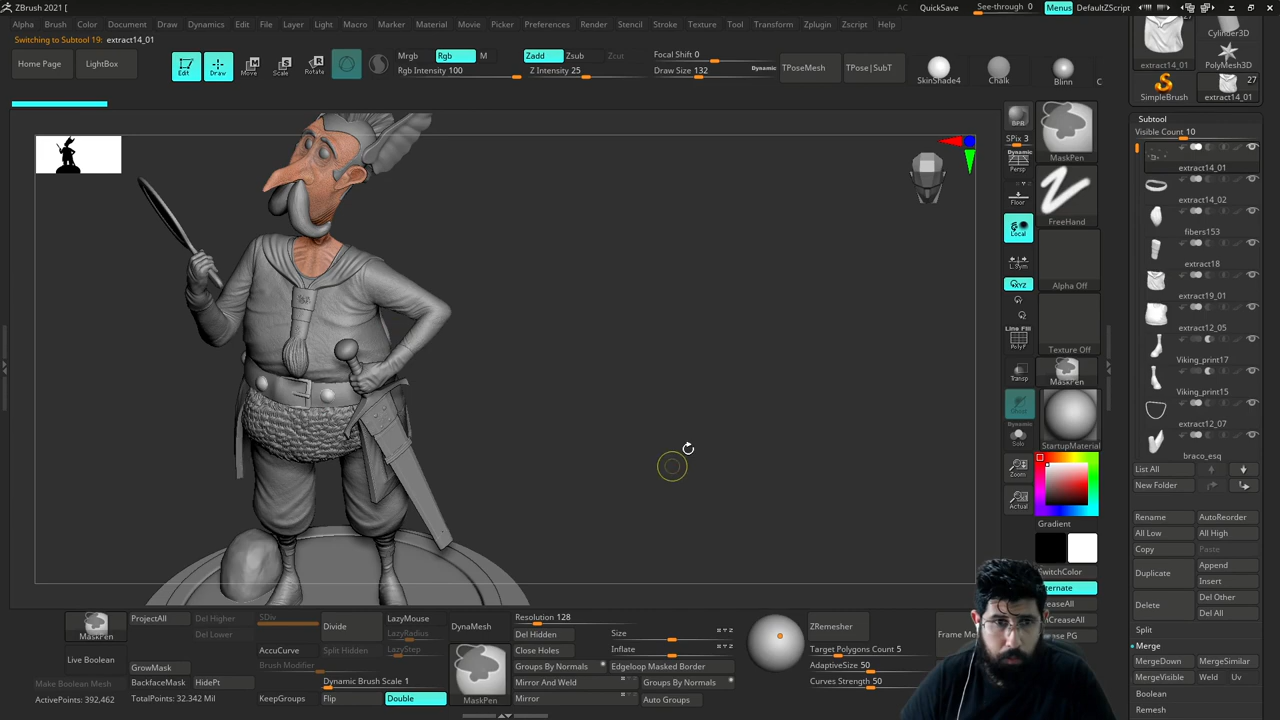 ZBrush 2021 [
AC QuickSave See-through 0 Menus DefaultZScript
Alpha Brush Color Document Draw Dynamics Edit File Layer Light Macro Marker Material Movie Picker Preferences Render Stencil Stroke Texture Tool Transform Zplugin Zscript Help
Switching to Subtool 19: extract14_01
Home Page LightBox Edit Draw Move Scale Rotate
Mrgb Rgb M
Rgb Intensity 100
Zadd Zsub Zcut
Z Intensity 25
Focal Shift 0
Draw Size 132 Dynamic
TPoseMesh TPose|SubT
SkinShade4 Chalk Blinn C
extract14_01
Cylinder3D
PolyMesh3D
SimpleBrush
27
extract14_01
BPR
SPix 3
Dynamic
Persp
Floor
Local
L.Sym
XYZ
Line Fill
PolyF
Transp
Ghost
Dynamic
Solo
Zoom
Actual
MaskPen
FreeHand
Alpha Off
Texture Off
MaskPen
StartupMaterial
Gradient
SwitchColor
Alternate
Subtool
Visible Count 10
extract14_01
extract14_02
fibers153
extract18
extract19_01
extract12_05
Viking_print17
Viking_print15
extract12_07
braco_esq
List All
New Folder
Rename AutoReorder
All Low All High
Copy Paste
Duplicate Append
Insert
Delete Del Other
Del All
Split
Merge
MergeDown MergeSimilar
MergeVisible Weld Uv
Boolean
Remesh
MaskPen
Live Boolean
Make Boolean Mesh
ActivePoints: 392,462
ProjectAll
GrowMask
BackfaceMask HidePt
TotalPoints: 32.342 Mil
Del Higher
Del Lower
SDiv
AccuCurve
Brush Modifier
KeepGroups
Divide
Split Hidden
Dynamic Brush Scale 1
Flip Double
LazyMouse
LazyRadius
LazyStep
DynaMesh
MaskPen
Resolution 128
Del Hidden
Close Holes
Groups By Normals
Mirror And Weld
Mirror
Size
Inflate
Edgeloop Masked Border
Groups By Normals
Auto Groups
ZRemesher
Target Polygons Count 5
AdaptiveSize 50
Curves Strength 50
Frame Me